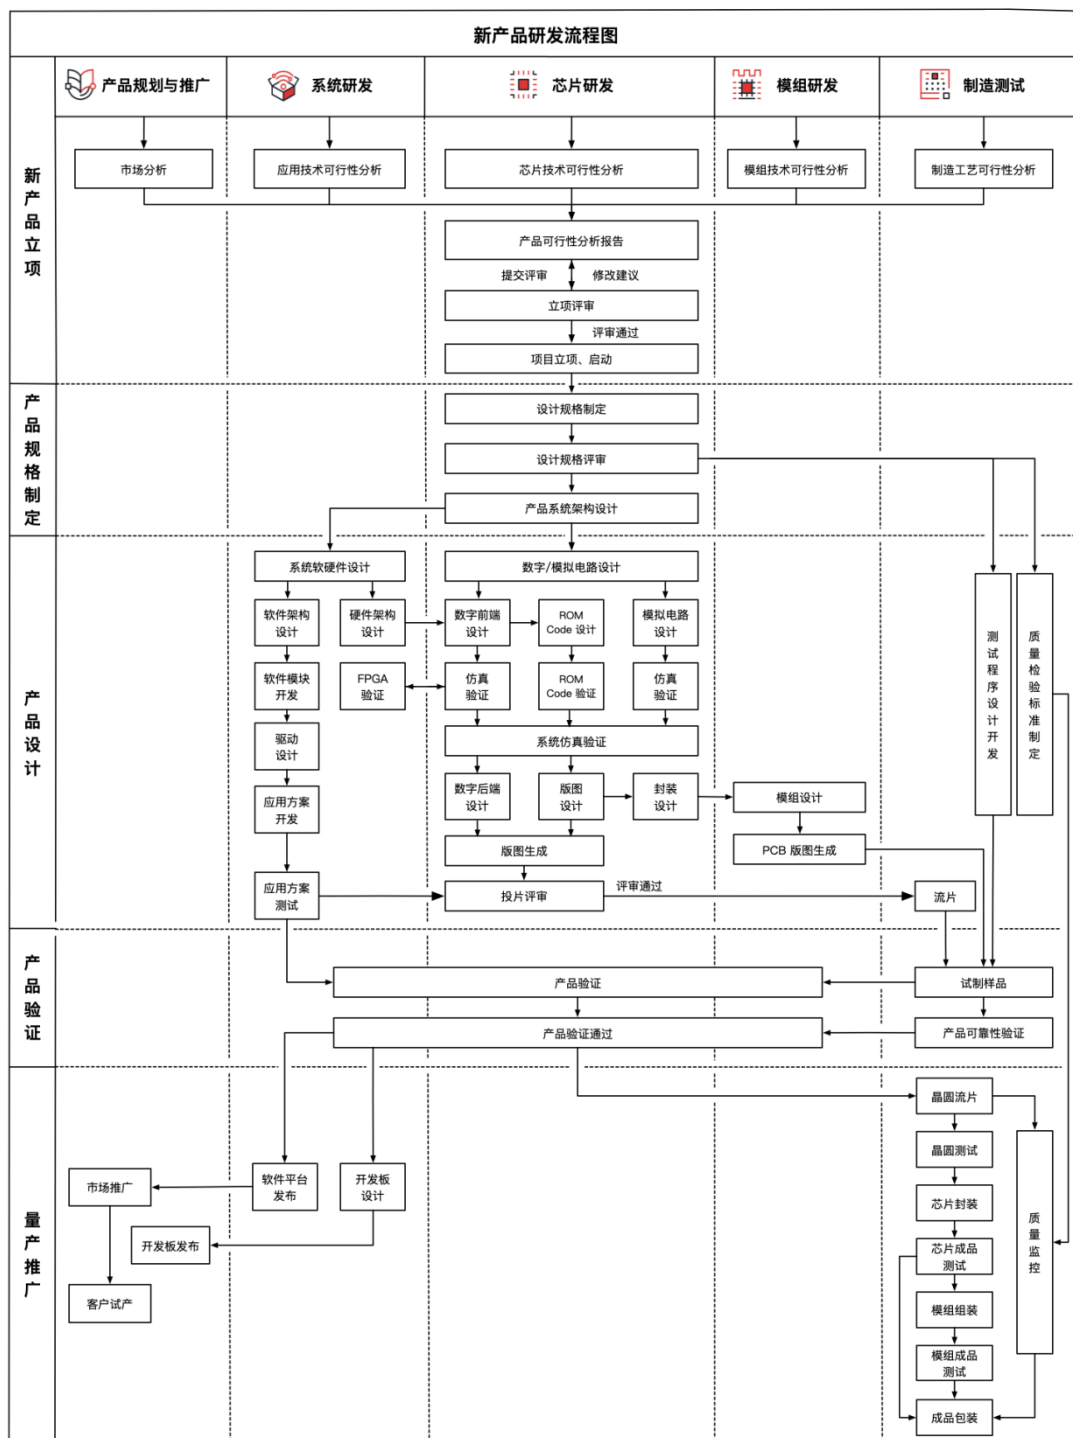 新产品研发流程图
产品规划与推广
系统研发
芯片研发
模组研发
制造测试
新产品立项
市场分析
应用技术可行性分析
芯片技术可行性分析
模组技术可行性分析
制造工艺可行性分析
产品可行性分析报告
提交评审
修改建议
立项评审
评审通过
项目立项、启动
产品规格制定
设计规格制定
设计规格评审
产品系统架构设计
产品设计
系统软硬件设计
数字/模拟电路设计
软件架构
设计
硬件架构
设计
数字前端
设计
ROM
Code 设计
模拟电路
设计
测试程序设计开发
质量检验标准制定
软件模块
开发
FPGA
验证
仿真
验证
ROM
Code 验证
仿真
验证
驱动
设计
系统仿真验证
应用方案
开发
数字后端
设计
版图
设计
封装
设计
模组设计
版图生成
PCB 版图生成
应用方案
测试
投片评审
评审通过
流片
产品验证
产品验证
试制样品
产品验证通过
产品可靠性验证
量产推广
晶圆流片
晶圆测试
质量监控
市场推广
软件平台
发布
开发板
设计
芯片封装
开发板发布
芯片成品
测试
客户试产
模组组装
模组成品
测试
成品包装